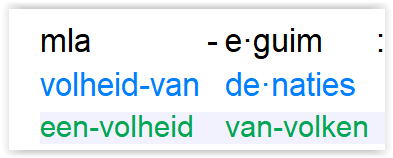 mla - e·guim :
volheid-van de·naties
een-volheid van-volken